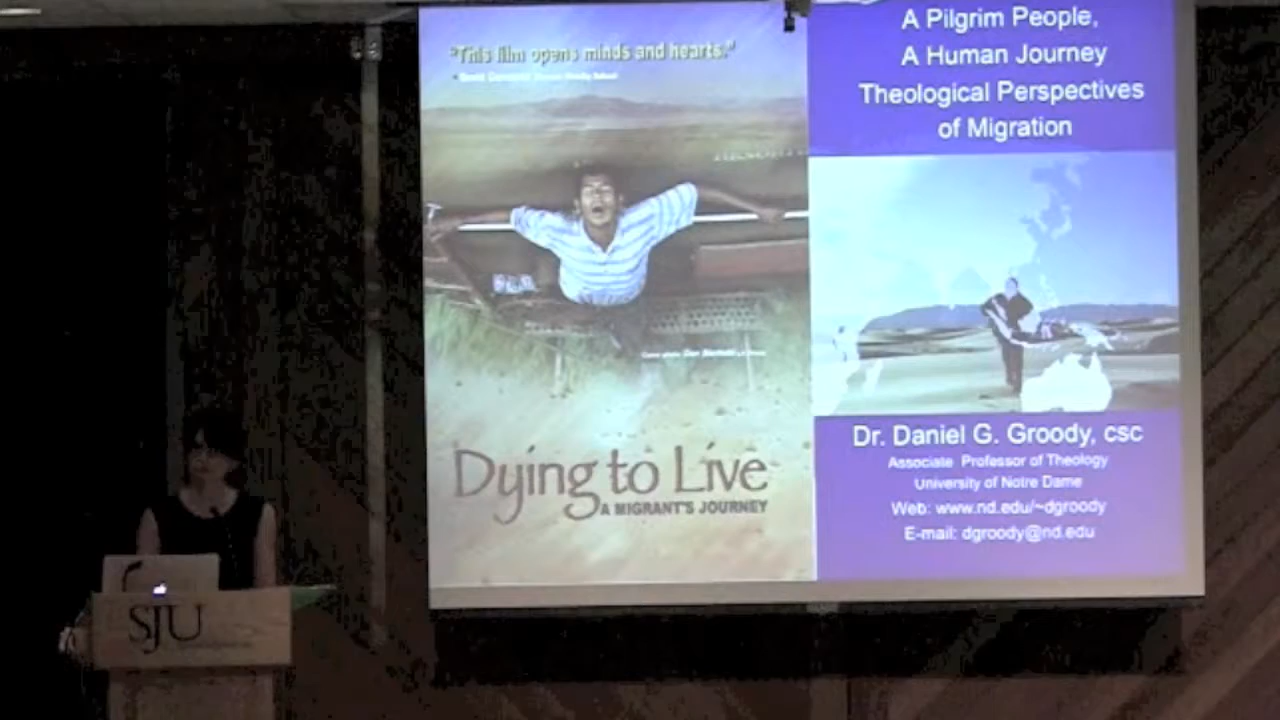 "This film opens minds and hearts."
Dying to Live
A MIGRANT'S JOURNEY
A Pilgrim People,
A Human Journey
Theological Perspectives
of Migration
Dr. Daniel G. Groody, csc
Associate Professor of Theology
University of Notre Dame
Web: www.nd.edu/~dgroody
E-mail: dgroody@nd.edu
SJU